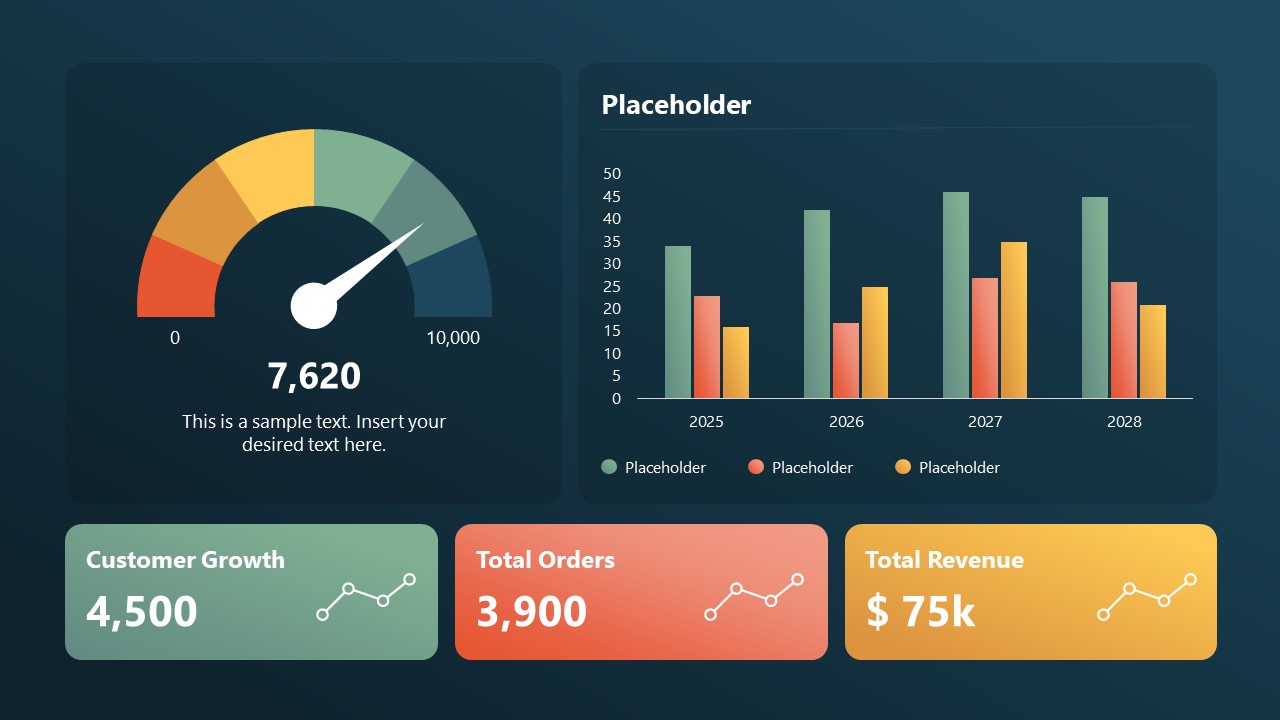 0
10,000
7,620
This is a sample text. Insert your
desired text here.
Placeholder
50
45
40
35
30
25
20
15
10
5
0
2025 2026 2027 2028
Placeholder Placeholder Placeholder
Customer Growth
4,500
Total Orders
3,900
Total Revenue
$ 75k